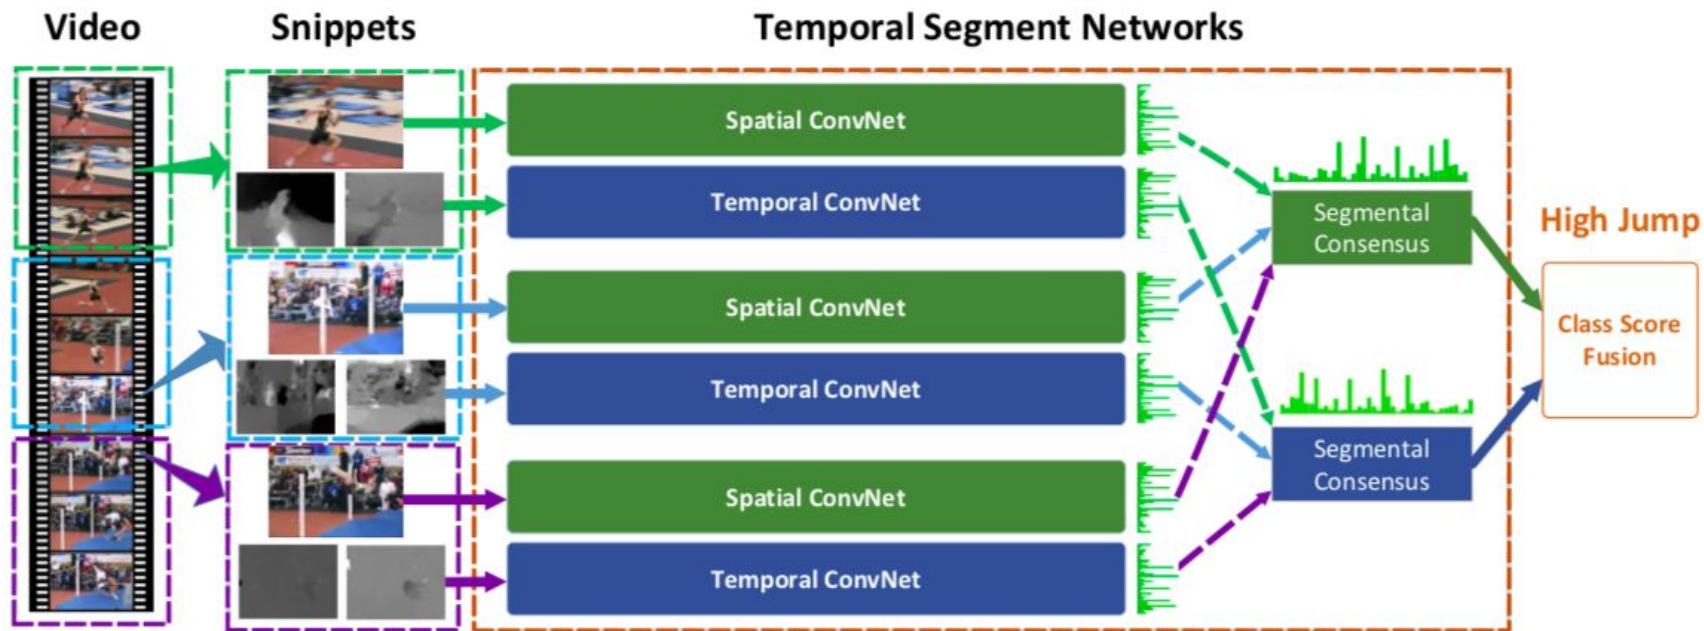 Video
Snippets
Temporal Segment Networks
Spatial ConvNet
Temporal ConvNet
Spatial ConvNet
Temporal ConvNet
Spatial ConvNet
Temporal ConvNet
Segmental
Consensus
Segmental
Consensus
High Jump
Class Score
Fusion